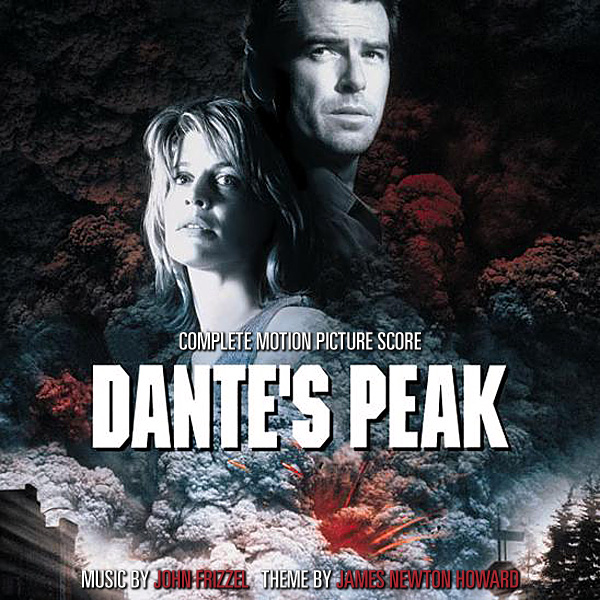 COMPLETE MOTION PICTURE SCORE
DANTE'S PEAK
MUSIC BY JOHN FRIZZEL THEME BY JAMES NEWTON HOWARD